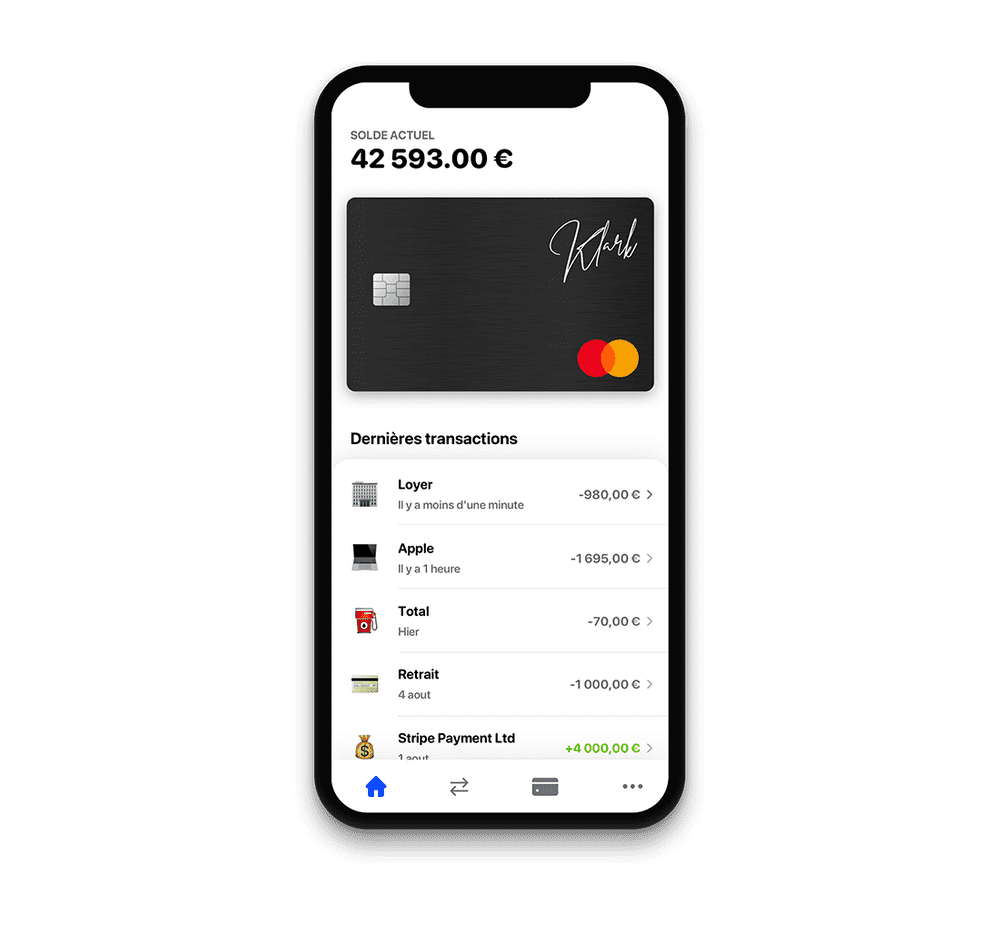 SOLDE ACTUEL
42 593.00 €
Klark
Dernières transactions
Loyer
Il y a moins d'une minute
-980,00 €
Apple
Il y a 1 heure
-1 695,00 €
Total
Hier
-70,00 €
Retrait
4 aout
-1 000,00 €
Stripe Payment Ltd
1 aout
+4 000,00 €